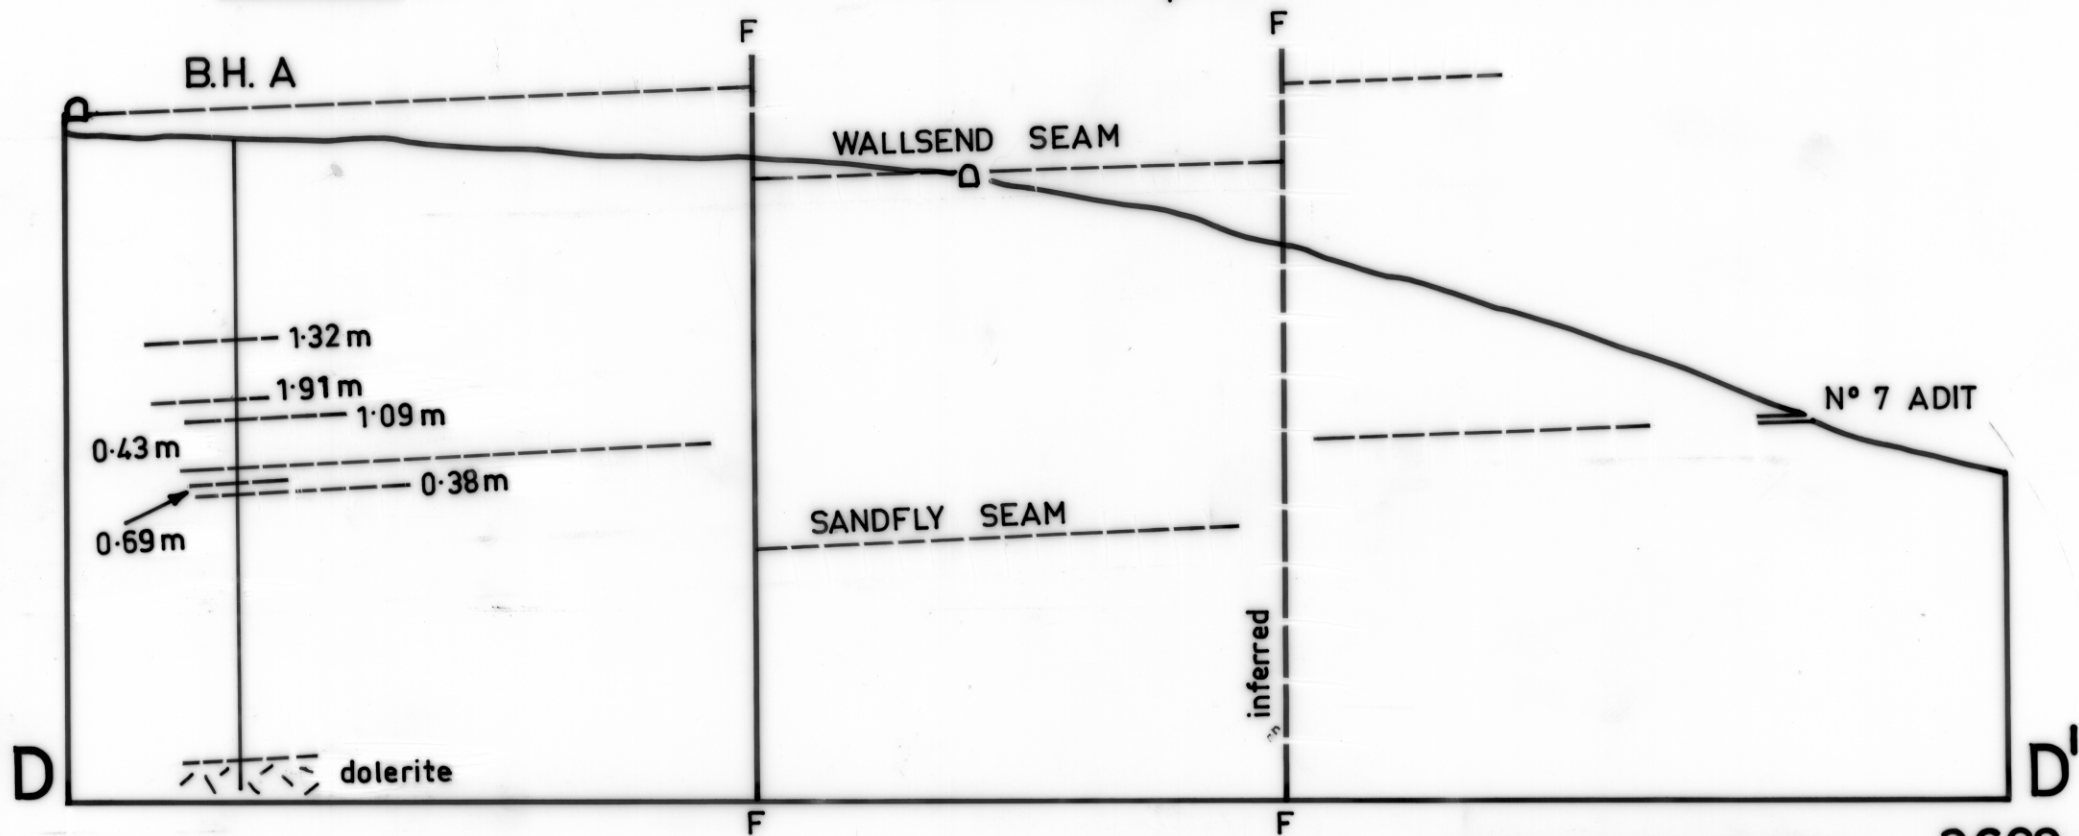 F
F
B.H. A
WALLSEND SEAM
1·32 m
1·91 m
Nº 7 ADIT
1·09 m
0·43 m
0·38 m
SANDFLY SEAM
0·69 m
inferred
D
dolerite
D'
F
F